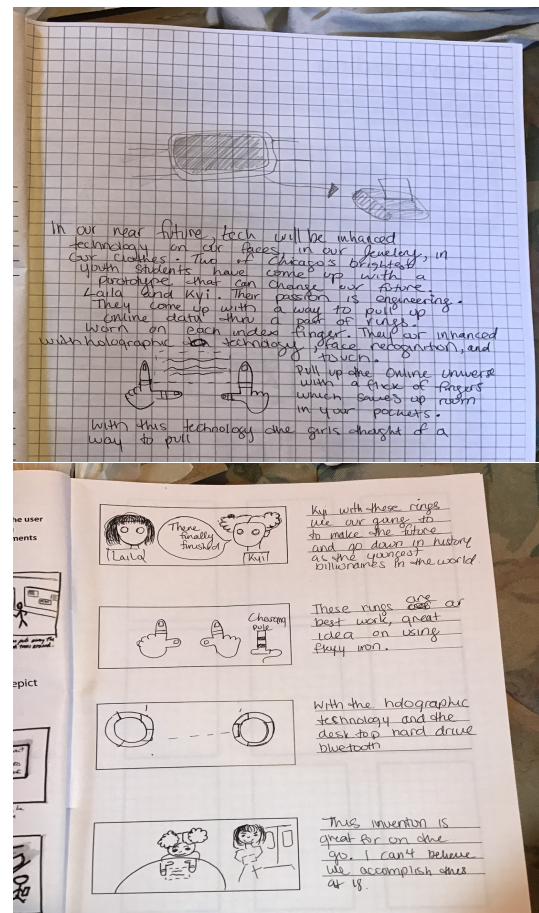 In our near future, tech will be inhanced
technology on our faces in our jewelery, in
our clothes. Two of Chicago's brightest
youth students have come up with a
prototype that can change our future.
Laila and Kyi. Their passion is engineering.
They come up with a way to pull up
online data thru a pair of rings.
Worn on each index finger. They are inhanced
with holographic technology, face recognition, and
touch.
Pull up the Online universe
with a flick of fingers
which saves up room
in your pockets.
With this technology the girls thought of a
way to pull
he user
ments
epict
There
finally
finished
Laila
Kyi
Kyi with these rings
we our going to
to make the future
and go down in history
as the youngest
billionaires in the world.
Charging
pole
These rings are ar
best work, great
idea on using
iron.
With the holographic
technology and the
desk top hard drive
bluetooth
This invention is
great for on the
go. I can't believe
we accomplish this
at 18.